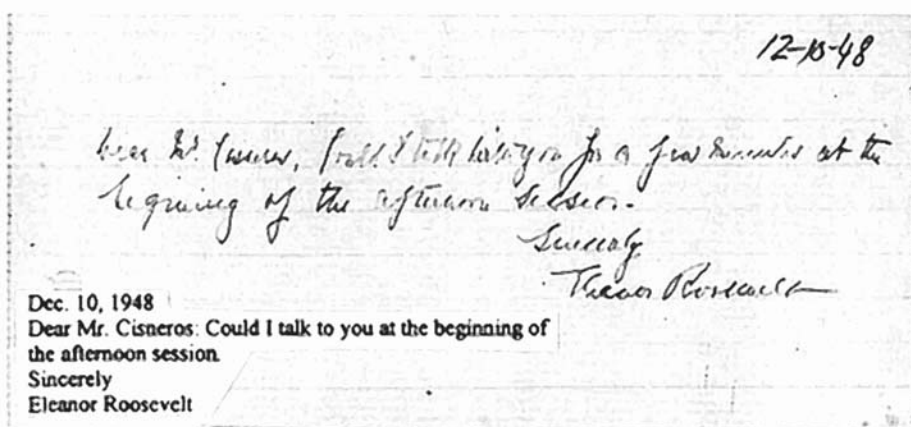 12-10-48
Dear Mr. Cisneros, Could I talk with you for a few minutes at the
begining of the afternoon session.
Sincerely
Eleanor Roosevelt
Dec. 10, 1948
Dear Mr. Cisneros: Could I talk to you at the beginning of
the afternoon session.
Sincerely
Eleanor Roosevelt